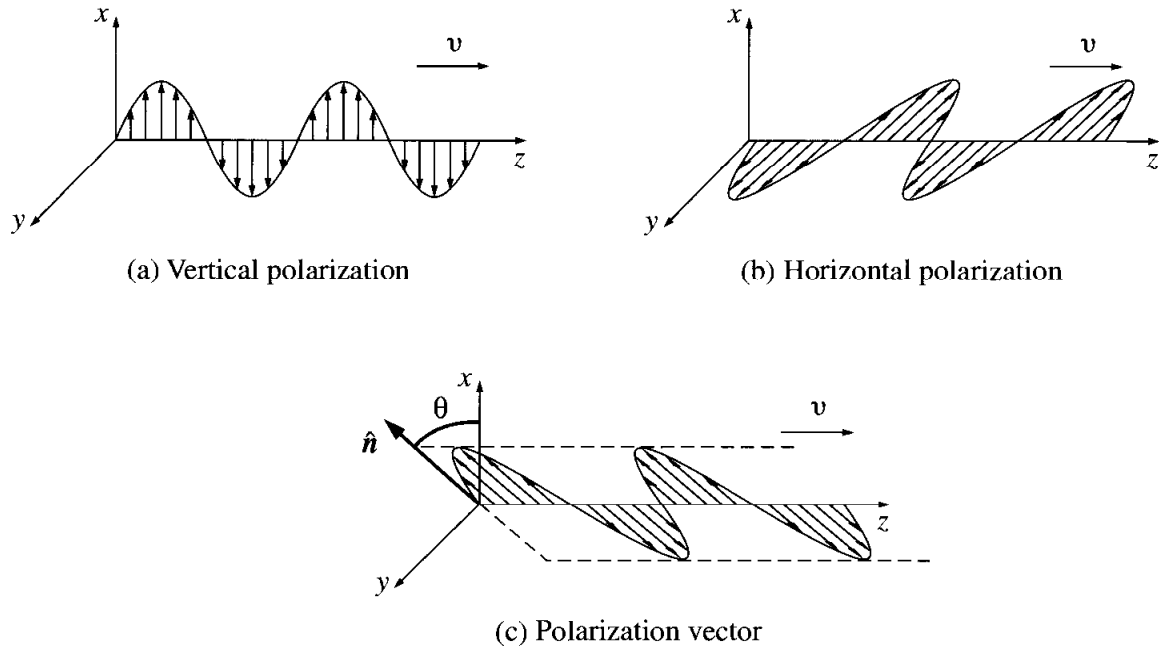 x
υ
z
y
(a) Vertical polarization
x
υ
z
y
(b) Horizontal polarization
x
θ
υ
n̂
z
y
(c) Polarization vector